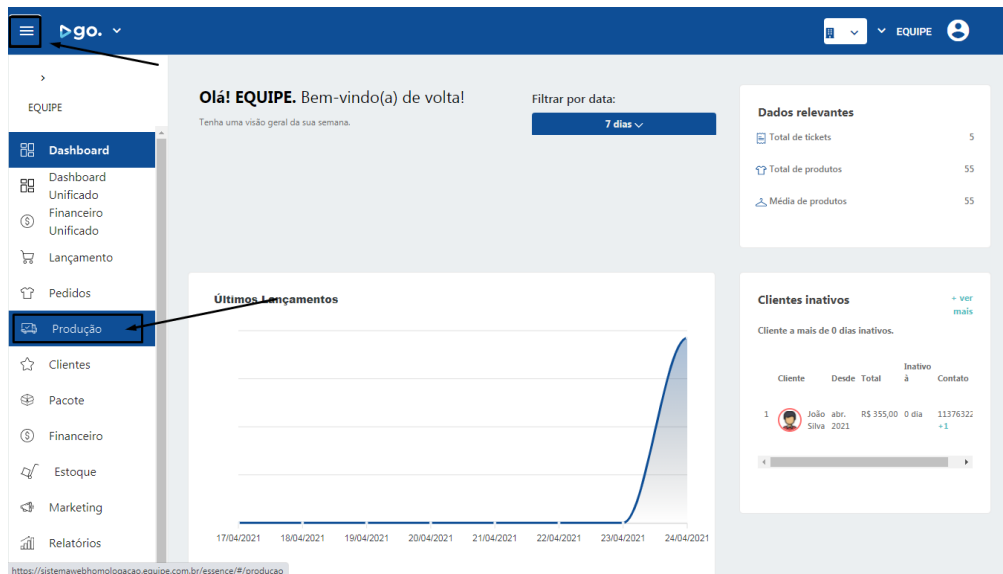 go.
EQUIPE
EQUIPE
Dashboard
Dashboard
Unificado
Financeiro
Unificado
Lançamento
Pedidos
Produção
Clientes
Pacote
Financeiro
Estoque
Marketing
Relatórios
Olá! EQUIPE. Bem-vindo(a) de volta!
Tenha uma visão geral da sua semana.
Filtrar por data:
7 dias
Dados relevantes
Total de tickets 5
Total de produtos 55
Média de produtos 55
Últimos Lançamentos
17/04/2021 18/04/2021 19/04/2021 20/04/2021 21/04/2021 22/04/2021 23/04/2021 24/04/2021
Clientes inativos
+ ver
mais
Cliente a mais de 0 dias inativos.
Cliente Desde Total Inativo à Contato
1 João Silva abr. 2021 R$ 355,00 0 dia 11376322
+1
https://sistemawebhomologacao.equipe.com.br/essence/#/producao